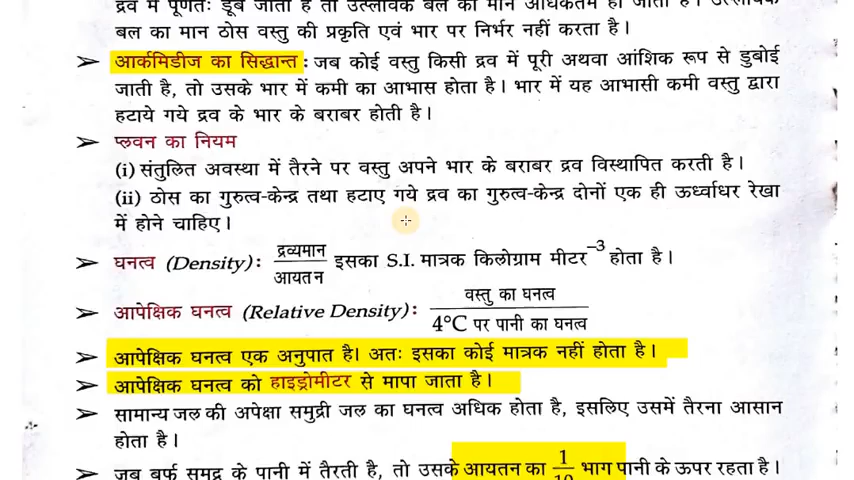 द्रव में पूर्णतः डूब जाता है तो उत्प्लावक बल का मान अधिकतम हो जाता है। उत्प्लावक
बल का मान ठोस वस्तु की प्रकृति एवं भार पर निर्भर नहीं करता है।
➢ आर्कमिडीज का सिद्धान्त : जब कोई वस्तु किसी द्रव में पूरी अथवा आंशिक रूप से डुबोई
जाती है, तो उसके भार में कमी का आभास होता है। भार में यह आभासी कमी वस्तु द्वारा
हटाये गये द्रव के भार के बराबर होती है।
➢ प्लवन का नियम
(i) संतुलित अवस्था में तैरने पर वस्तु अपने भार के बराबर द्रव विस्थापित करती है।
(ii) ठोस का गुरुत्व-केन्द्र तथा हटाए गये द्रव का गुरुत्व-केन्द्र दोनों एक ही ऊर्ध्वाधर रेखा
में होने चाहिए।
➢ घनत्व (Density): द्रव्यमान/आयतन इसका S.I. मात्रक किलोग्राम मीटर⁻³ होता है।
➢ आपेक्षिक घनत्व (Relative Density): वस्तु का घनत्व/4°C पर पानी का घनत्व
➢ आपेक्षिक घनत्व एक अनुपात है। अतः इसका कोई मात्रक नहीं होता है।
➢ आपेक्षिक घनत्व को हाइड्रोमीटर से मापा जाता है।
➢ सामान्य जल की अपेक्षा समुद्री जल का घनत्व अधिक होता है, इसलिए उसमें तैरना आसान
होता है।
➢ जब बर्फ समुद्र के पानी में तैरती है, तो उसके आयतन का 1/10 भाग पानी के ऊपर रहता है।